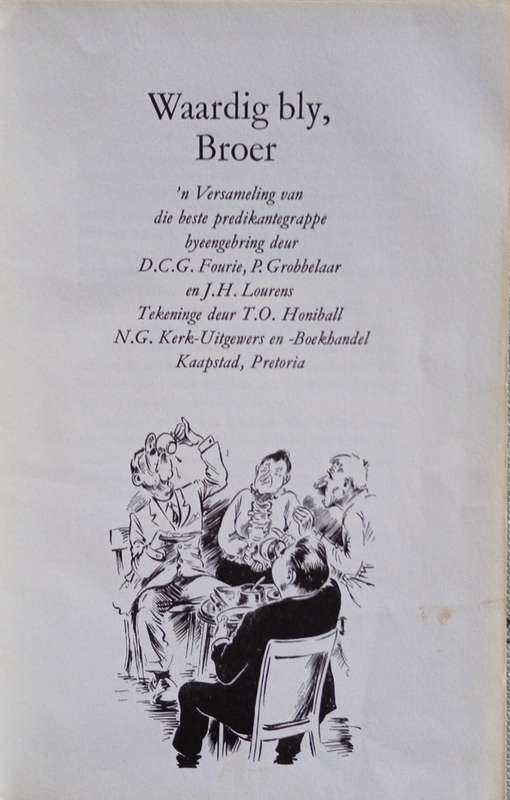 Waardig bly,
Broer
'n Versameling van
die beste predikantegrappe
byeengebring deur
D.C.G. Fourie, P. Grobbelaar
en J.H. Lourens
Tekeninge deur T.O. Honiball
N.G. Kerk-Uitgewers en -Boekhandel
Kaapstad, Pretoria